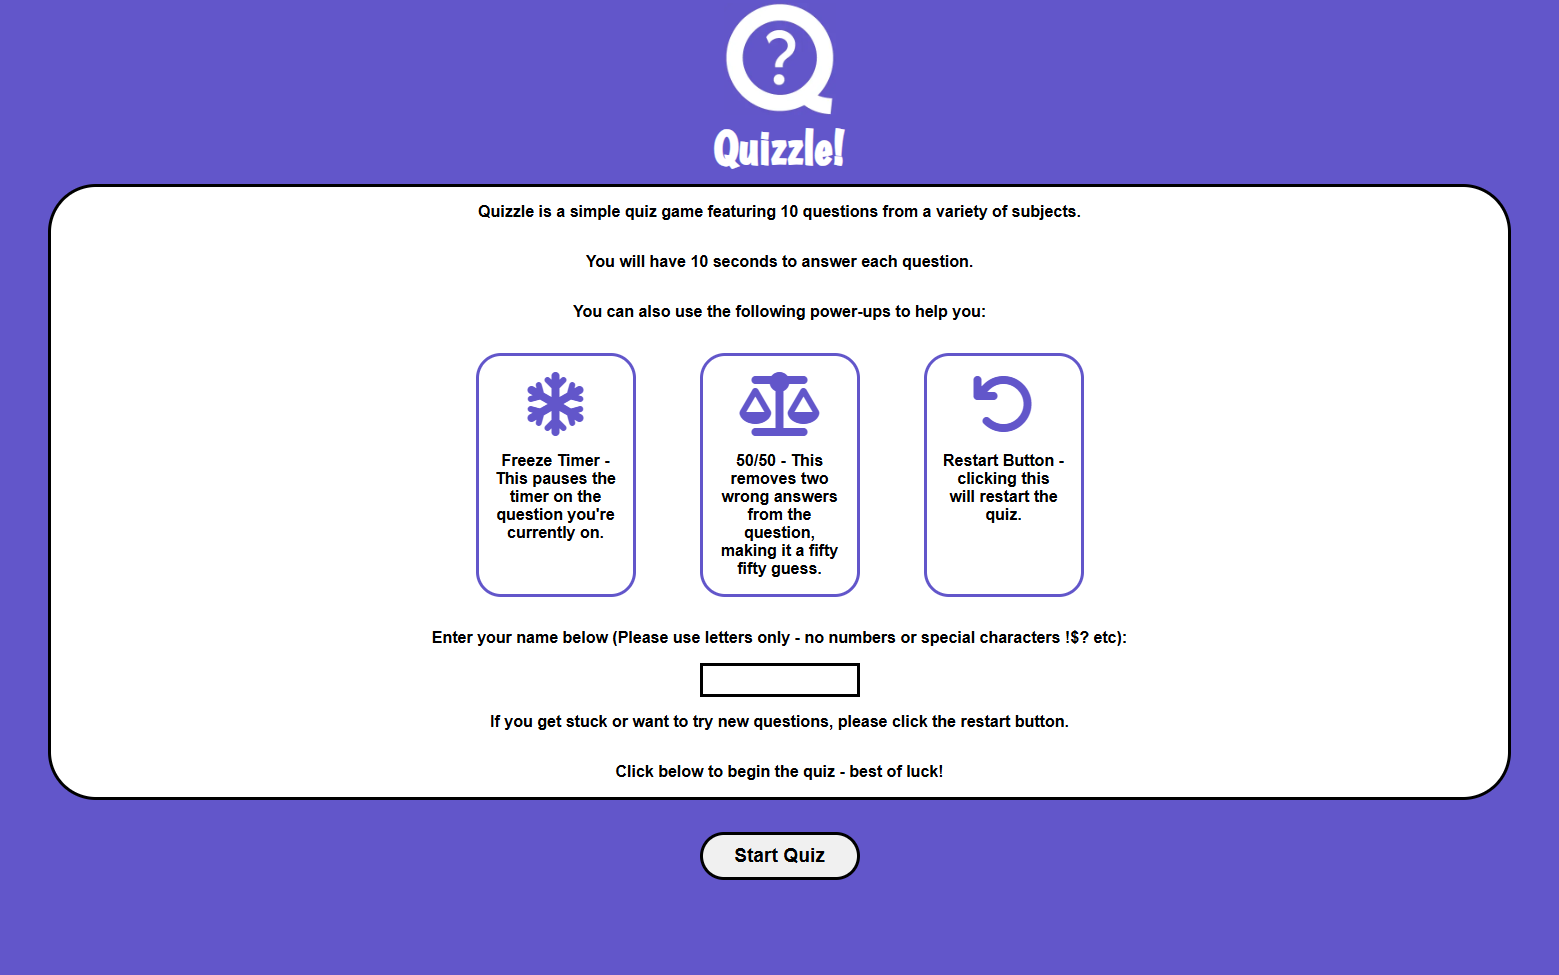 ?
Quizzle!
Quizzle is a simple quiz game featuring 10 questions from a variety of subjects.
You will have 10 seconds to answer each question.
You can also use the following power-ups to help you:
Freeze Timer -
This pauses the
timer on the
question you're
currently on.
50/50 - This
removes two
wrong answers
from the
question,
making it a fifty
fifty guess.
Restart Button -
clicking this
will restart the
quiz.
Enter your name below (Please use letters only - no numbers or special characters !$? etc):
If you get stuck or want to try new questions, please click the restart button.
Click below to begin the quiz - best of luck!
Start Quiz